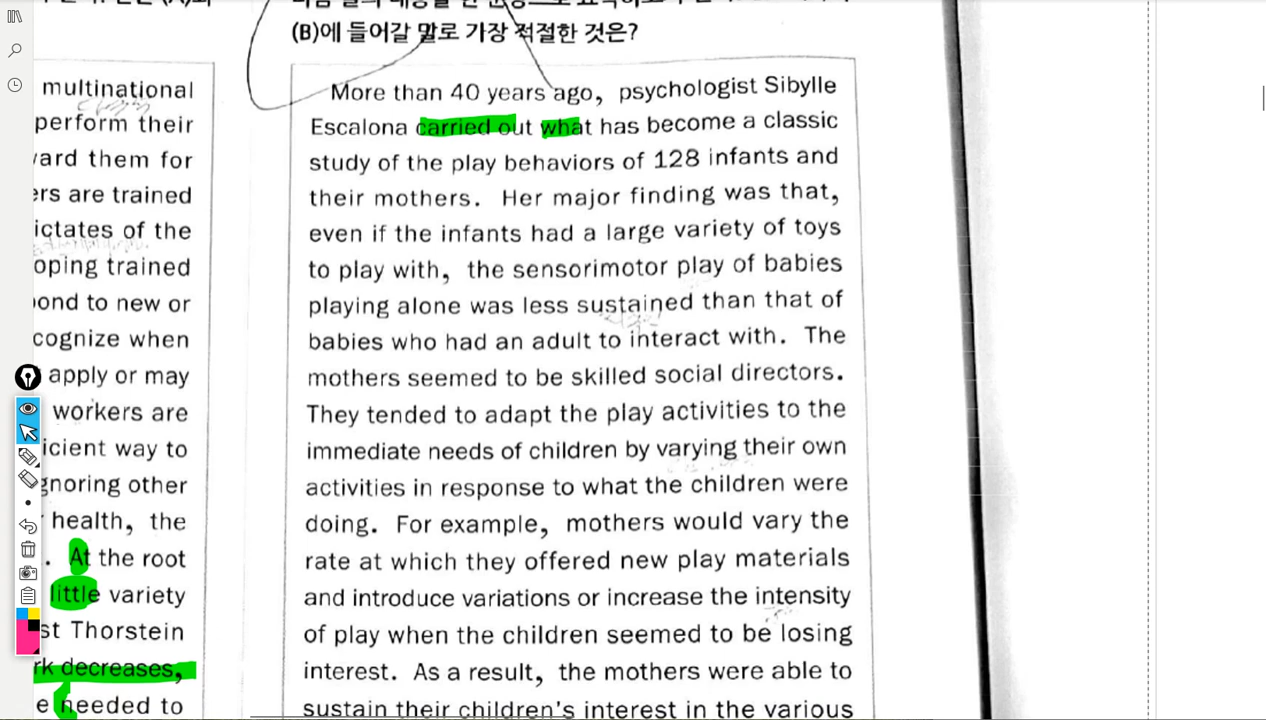 multinational
perform their
ward them for
ers are trained
ictates of the
oping trained
ond to new or
cognize when
apply or may
workers are
icient way to
gnoring other
health, the
. At the root
little variety
st Thorstein
rk decreases,
e needed to
(B)에 들어갈 말로 가장 적절한 것은?
More than 40 years ago, psychologist Sibylle
Escalona carried out what has become a classic
study of the play behaviors of 128 infants and
their mothers. Her major finding was that,
even if the infants had a large variety of toys
to play with, the sensorimotor play of babies
playing alone was less sustained than that of
babies who had an adult to interact with. The
mothers seemed to be skilled social directors.
They tended to adapt the play activities to the
immediate needs of children by varying their own
activities in response to what the children were
doing. For example, mothers would vary the
rate at which they offered new play materials
and introduce variations or increase the intensity
of play when the children seemed to be losing
interest. As a result, the mothers were able to
sustain their children's interest in the various